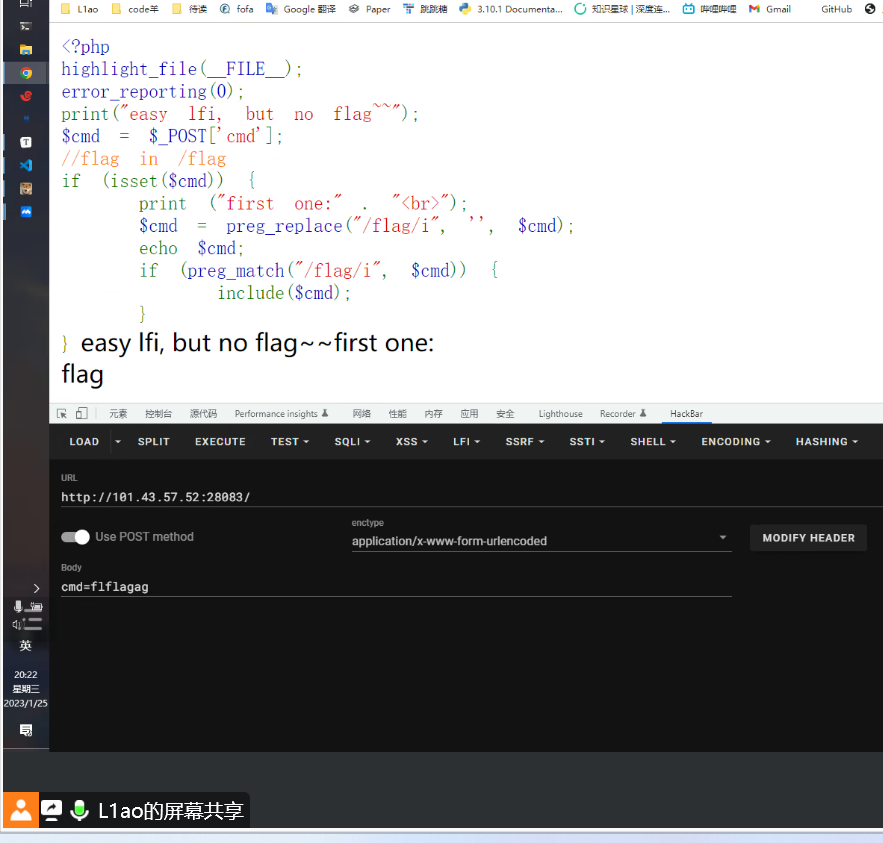 L1ao code羊 待读 fofa Google 翻译 Paper 跳跳糖 3.10.1 Documenta... 知识星球 | 深度连... 哔哩哔哩 Gmail GitHub
<?php
highlight_file(__FILE__);
error_reporting(0);
print("easy lfi, but no flag~~");
$cmd = $_POST['cmd'];
//flag in /flag
if (isset($cmd)) {
print ("first one:" . "<br>");
$cmd = preg_replace("/flag/i", '', $cmd);
echo $cmd;
if (preg_match("/flag/i", $cmd)) {
include($cmd);
}
} easy lfi, but no flag~~first one:
flag
元素 控制台 源代码 Performance insights 网络 性能 内存 应用 安全 Lighthouse Recorder HackBar
LOAD SPLIT EXECUTE TEST SQLI XSS LFI SSRF SSTI SHELL ENCODING HASHING
URL
http://101.43.57.52:28083/
Use POST method
enctype
application/x-www-form-urlencoded
MODIFY HEADER
Body
cmd=flflagag
英
20:22
星期三
2023/1/25
L1ao的屏幕共享